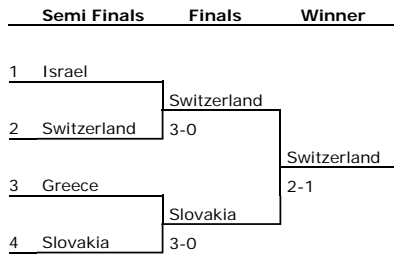 Semi Finals Finals Winner
1 Israel
Switzerland
2 Switzerland 3-0
Switzerland
3 Greece 2-1
Slovakia
4 Slovakia 3-0